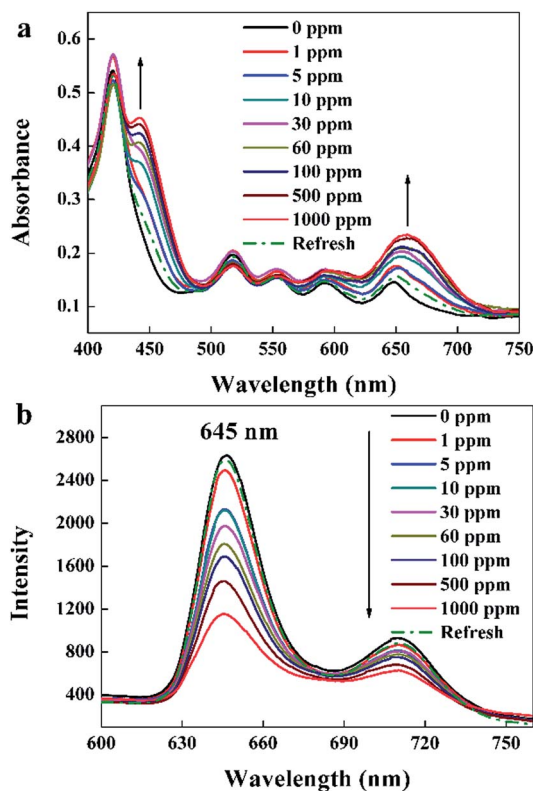 a
0.6
0.5
0.4
0.3
0.2
0.1
Absorbance
0 ppm
1 ppm
5 ppm
10 ppm
30 ppm
60 ppm
100 ppm
500 ppm
1000 ppm
Refresh
400 450 500 550 600 650 700 750
Wavelength (nm)
b
645 nm
2800
2400
2000
1600
1200
800
400
Intensity
0 ppm
1 ppm
5 ppm
10 ppm
30 ppm
60 ppm
100 ppm
500 ppm
1000 ppm
Refresh
600 630 660 690 720 750
Wavelength (nm)